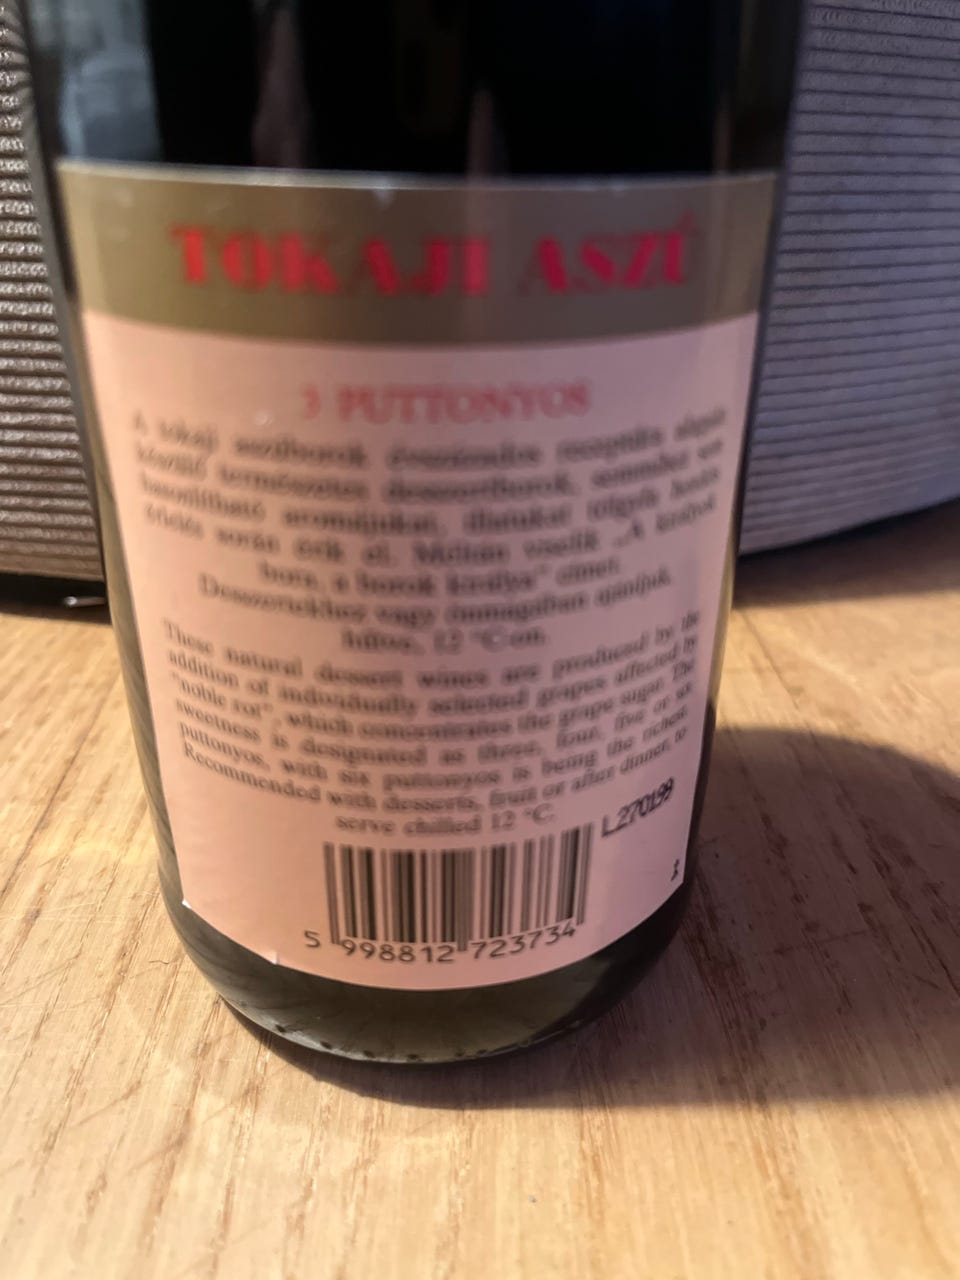 TOKAJI ASZÚ
3 PUTTONYOS
A tokaji aszúborok évszázados receptúra alapján
készülő természetes desszertborok, semmihez sem
hasonlítható aromájukat, illatukat tölgyfa hordós
érlelés során érik el. Méltán viselik „A királyok
bora, a borok királya" címet.
Desszertekhez vagy önmagában ajánljuk
hűtve, 12 °C-on.
These natural dessert wines are produced by the
addition of individually selected grapes affected by
"noble rot", which concentrates the grape sugar. The
sweetness is designated as three, four, five or six
puttonyos, with six puttonyos is being the richest
Recommended with desserts, fruit or after dinner, to
serve chilled 12 °C.
L270199
5 998812 723734